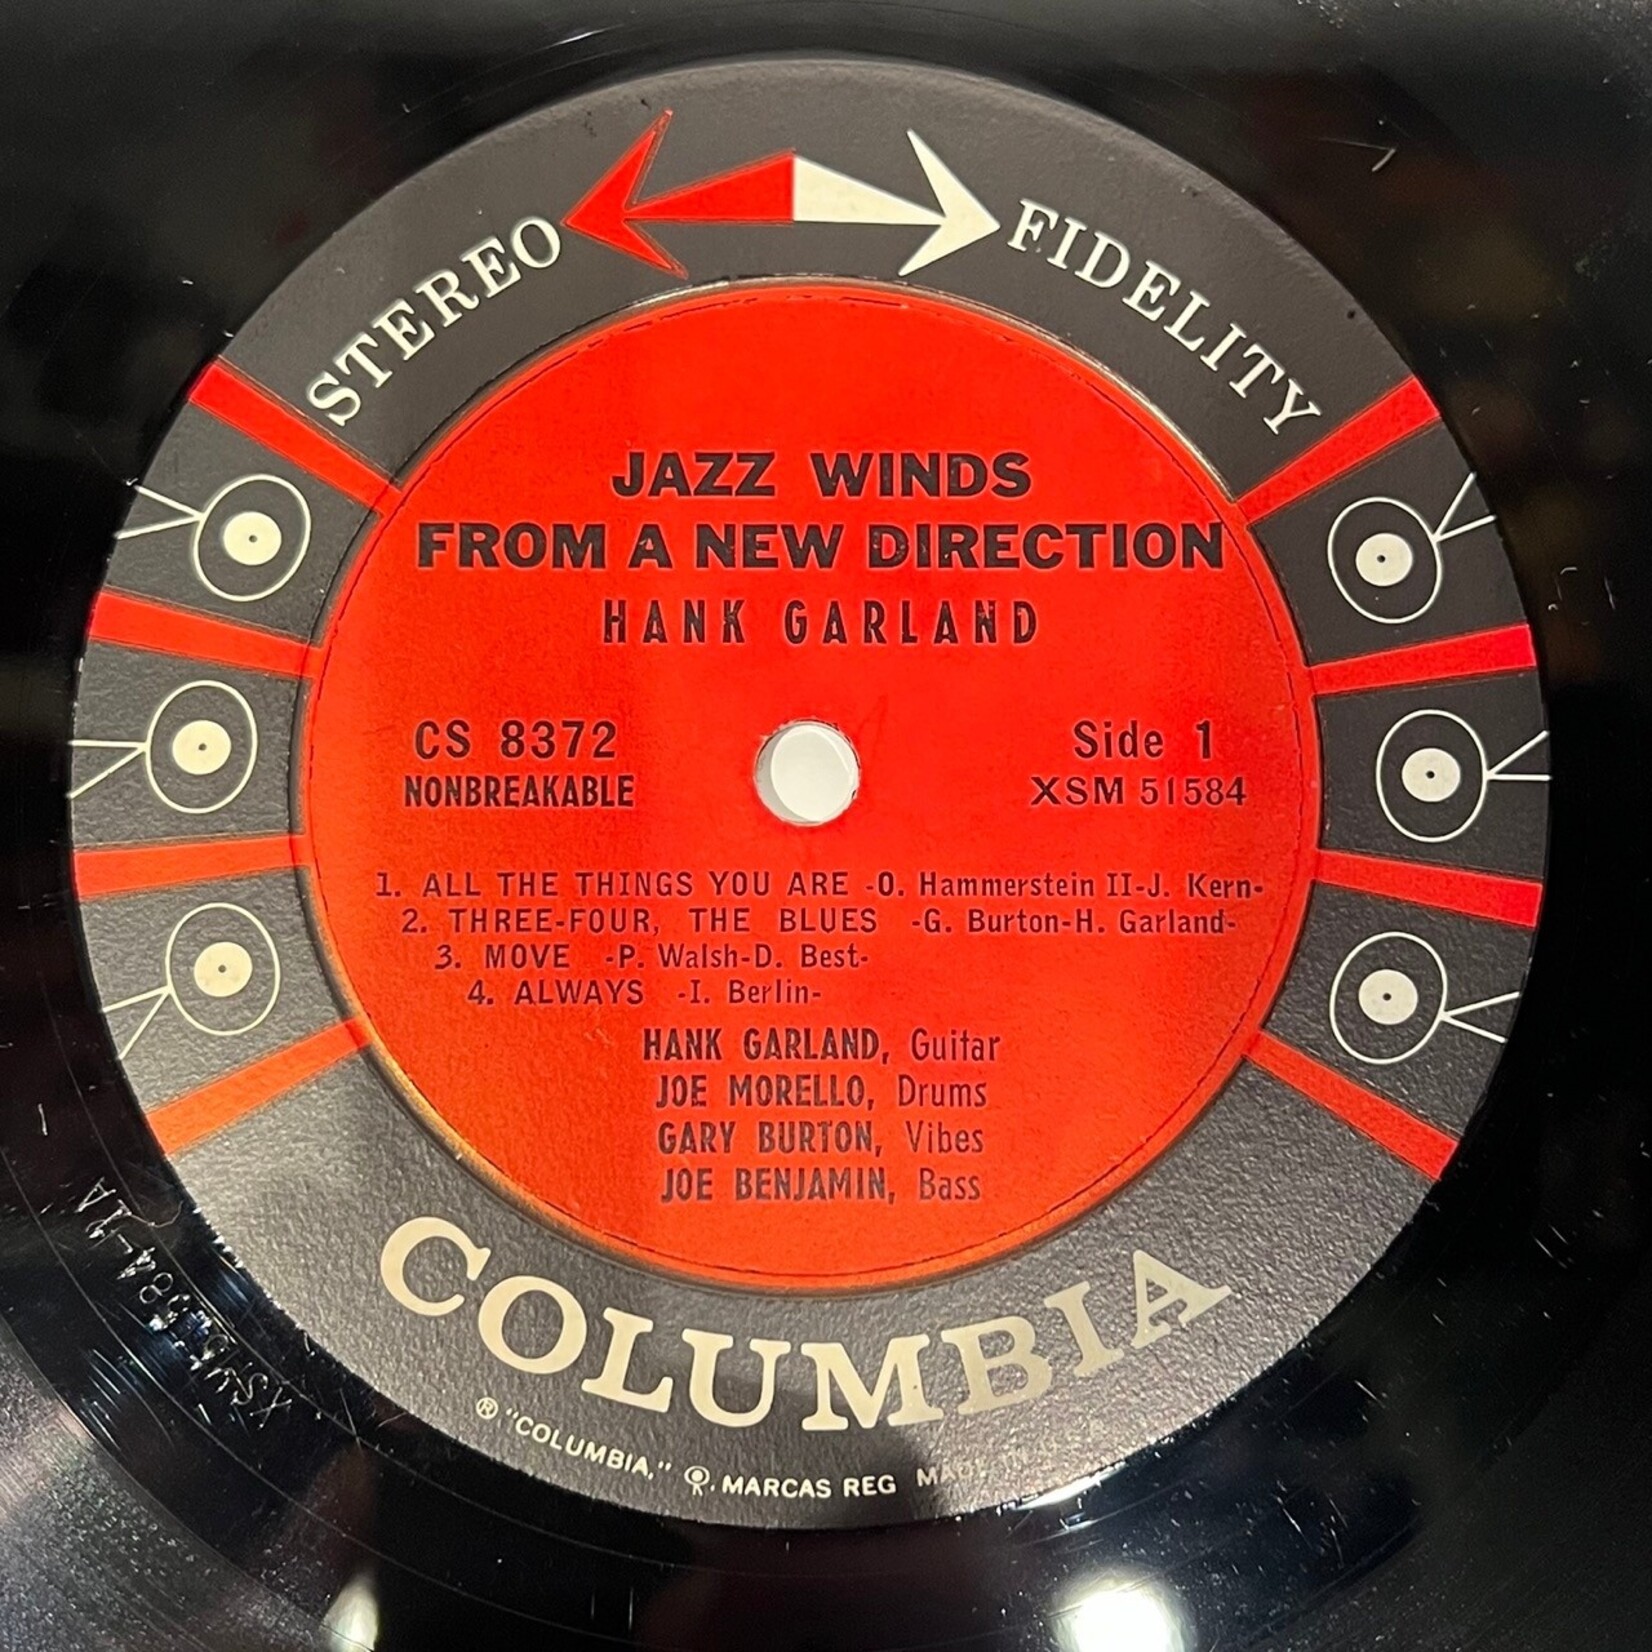 STEREO FIDELITY
JAZZ WINDS
FROM A NEW DIRECTION
HANK GARLAND
CS 8372 Side 1
NONBREAKABLE XSM 51584
1. ALL THE THINGS YOU ARE -O. Hammerstein II-J. Kern-
2. THREE-FOUR, THE BLUES -G. Burton-H. Garland-
3. MOVE -P. Walsh-D. Best-
4. ALWAYS -I. Berlin-
HANK GARLAND, Guitar
JOE MORELLO, Drums
GARY BURTON, Vibes
JOE BENJAMIN, Bass
COLUMBIA
® "COLUMBIA," MARCAS REG MADE